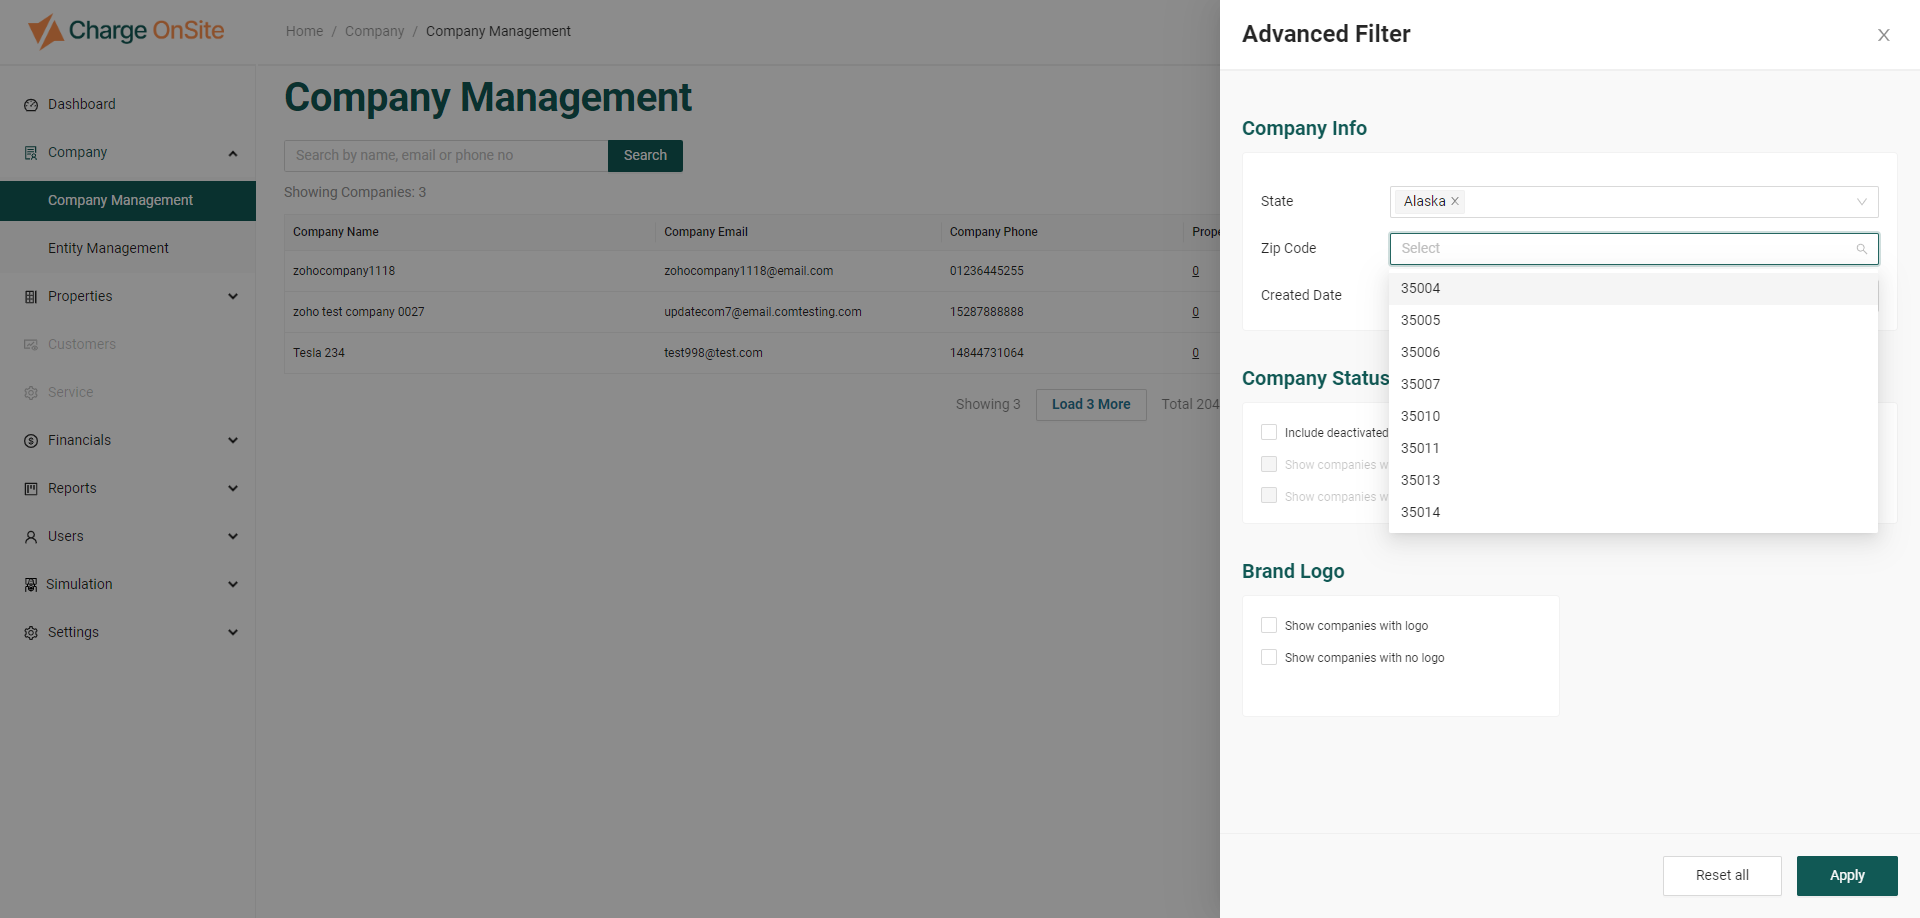 Charge OnSite
Home / Company / Company Management
Advanced Filter
Dashboard
Company
Company Management
Entity Management
Properties
Customers
Service
Financials
Reports
Users
Simulation
Settings
Company Management
Search by name, email or phone no
Search
Showing Companies: 3
Company Name Company Email Company Phone Prope
zohocompany1118 zohocompany1118@email.com 01236445255 0
zoho test company 0027 updatecom7@email.comtesting.com 15287888888 0
Tesla 234 test998@test.com 14844731064 0
Showing 3 Load 3 More Total 204
Company Info
State Alaska
Zip Code Select
Created Date
35004
35005
35006
35007
35010
35011
35013
35014
Company Status
Include deactivated
Show companies w
Show companies w
Brand Logo
Show companies with logo
Show companies with no logo
Reset all
Apply